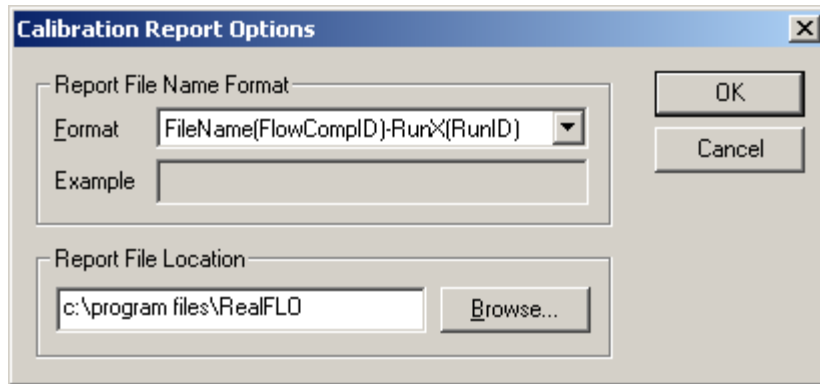 Calibration Report Options
Report File Name Format
Format FileName(FlowCompID)-RunX(RunID)
Example
OK
Cancel
Report File Location
c:\program files\RealFLO Browse...